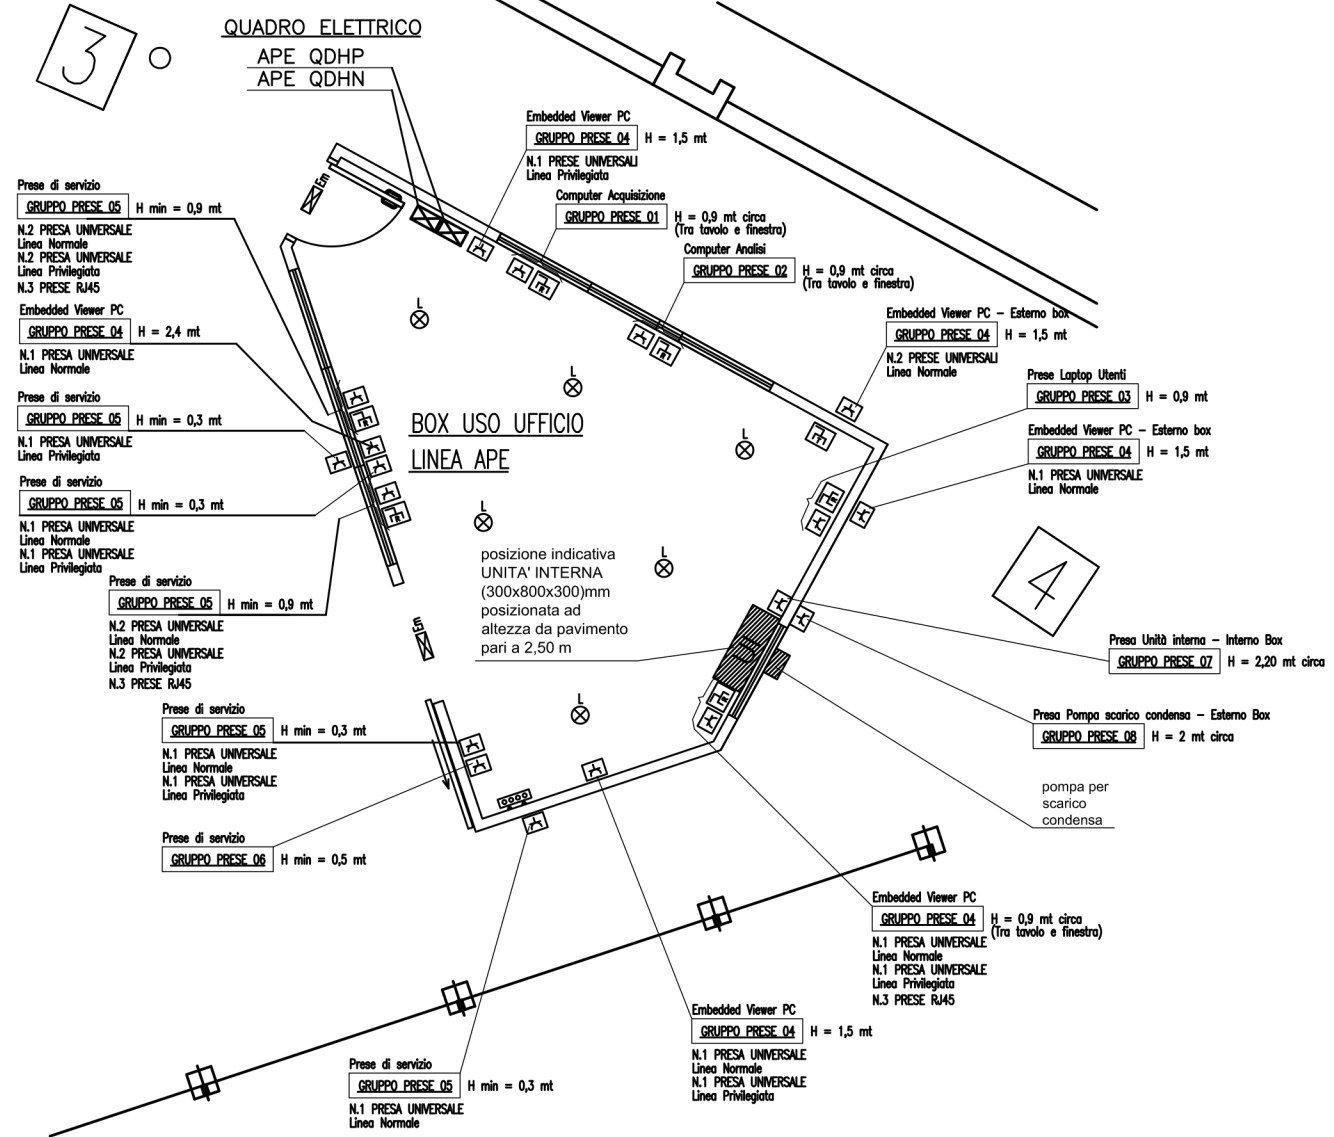 3
QUADRO ELETTRICO
APE QDHP
APE QDHN
Embedded Viewer PC
GRUPPO PRESE 04 H = 1,5 mt
N.1 PRESE UNIVERSALI
Linea Privilegiata
Computer Acquisizione
GRUPPO PRESE 01 H = 0,9 mt circa
(Tra tavolo e finestra)
Computer Analisi
GRUPPO PRESE 02 H = 0,9 mt circa
(Tra tavolo e finestra)
Embedded Viewer PC - Esterno box
GRUPPO PRESE 04 H = 1,5 mt
N.2 PRESE UNIVERSALI
Linea Normale
Prese Laptop Utenti
GRUPPO PRESE 03 H = 0,9 mt
Embedded Viewer PC - Esterno box
GRUPPO PRESE 04 H = 1,5 mt
N.1 PRESA UNIVERSALE
Linea Normale
Prese di servizio
GRUPPO PRESE 05 H min = 0,9 mt
N.2 PRESA UNIVERSALE
Linea Normale
N.2 PRESA UNIVERSALE
Linea Privilegiata
N.3 PRESE RJ45
Embedded Viewer PC
GRUPPO PRESE 04 H = 2,4 mt
N.1 PRESA UNIVERSALE
Linea Normale
Prese di servizio
GRUPPO PRESE 05 H min = 0,3 mt
N.1 PRESA UNIVERSALE
Linea Privilegiata
Prese di servizio
GRUPPO PRESE 05 H min = 0,3 mt
N.1 PRESA UNIVERSALE
Linea Normale
N.1 PRESA UNIVERSALE
Linea Privilegiata
Prese di servizio
GRUPPO PRESE 05 H min = 0,9 mt
N.2 PRESA UNIVERSALE
Linea Normale
N.2 PRESA UNIVERSALE
Linea Privilegiata
N.3 PRESE RJ45
Em
L
L
L
L
L
L
Em
BOX USO UFFICIO
LINEA APE
posizione indicativa
UNITA' INTERNA
(300x800x300)mm
posizionata ad
altezza da pavimento
pari a 2,50 m
4
Presa Unità interna - Interno Box
GRUPPO PRESE 07 H = 2,20 mt circa
Presa Pompa scarico condensa - Esterno Box
GRUPPO PRESE 08 H = 2 mt circa
pompa per
scarico
condensa
Prese di servizio
GRUPPO PRESE 05 H min = 0,3 mt
N.1 PRESA UNIVERSALE
Linea Normale
N.1 PRESA UNIVERSALE
Linea Privilegiata
Prese di servizio
GRUPPO PRESE 06 H min = 0,5 mt
Embedded Viewer PC
GRUPPO PRESE 04 H = 0,9 mt circa
(Tra tavolo e finestra)
N.1 PRESA UNIVERSALE
Linea Normale
N.1 PRESA UNIVERSALE
Linea Privilegiata
N.3 PRESE RJ45
Embedded Viewer PC
GRUPPO PRESE 04 H = 1,5 mt
N.1 PRESA UNIVERSALE
Linea Normale
N.1 PRESA UNIVERSALE
Linea Privilegiata
Prese di servizio
GRUPPO PRESE 05 H min = 0,3 mt
N.1 PRESA UNIVERSALE
Linea Normale